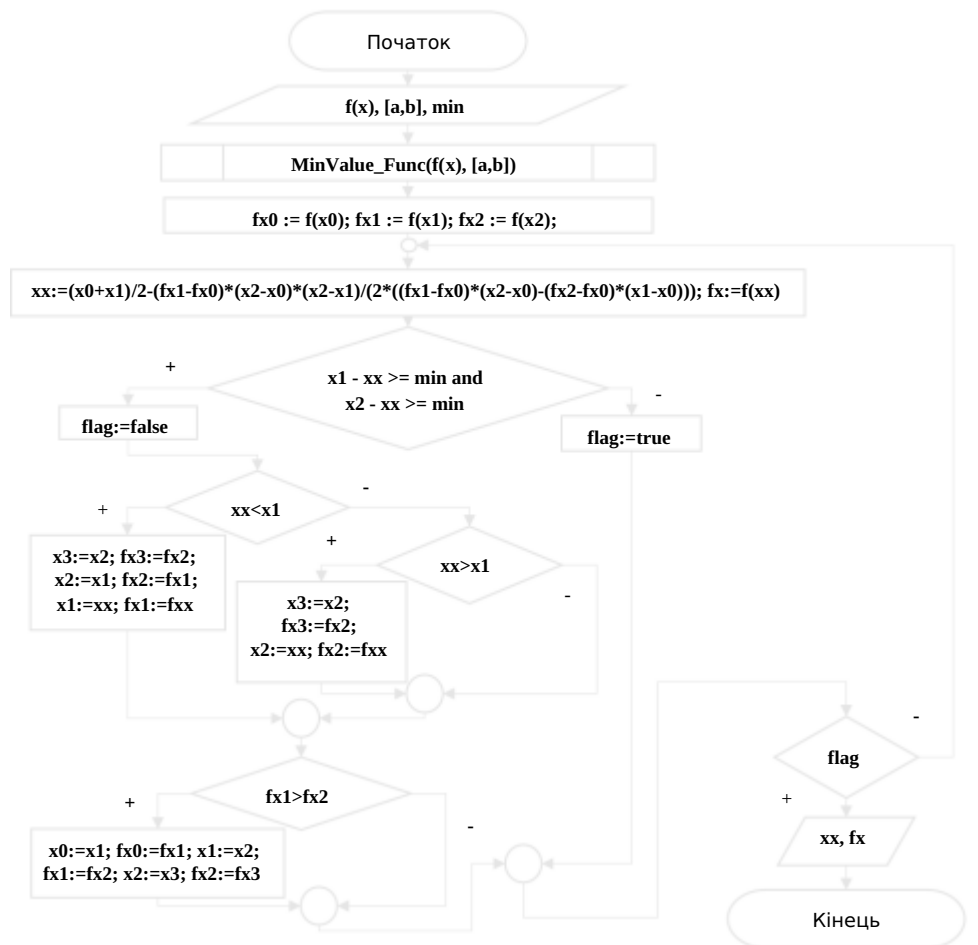 Початок
f(x), [a,b], min
MinValue_Func(f(x), [a,b])
fx0 := f(x0); fx1 := f(x1); fx2 := f(x2);
xx:=(x0+x1)/2-(fx1-fx0)*(x2-x0)*(x2-x1)/(2*((fx1-fx0)*(x2-x0)-(fx2-fx0)*(x1-x0))); fx:=f(xx)
+
x1 - xx >= min and
x2 - xx >= min
-
flag:=false
flag:=true
xx<x1
+
-
x3:=x2; fx3:=fx2;
x2:=x1; fx2:=fx1;
x1:=xx; fx1:=fxx
+
xx>x1
-
x3:=x2;
fx3:=fx2;
x2:=xx; fx2:=fxx
fx1>fx2
+
-
x0:=x1; fx0:=fx1; x1:=x2;
fx1:=fx2; x2:=x3; fx2:=fx3
-
flag
+
xx, fx
Кінець